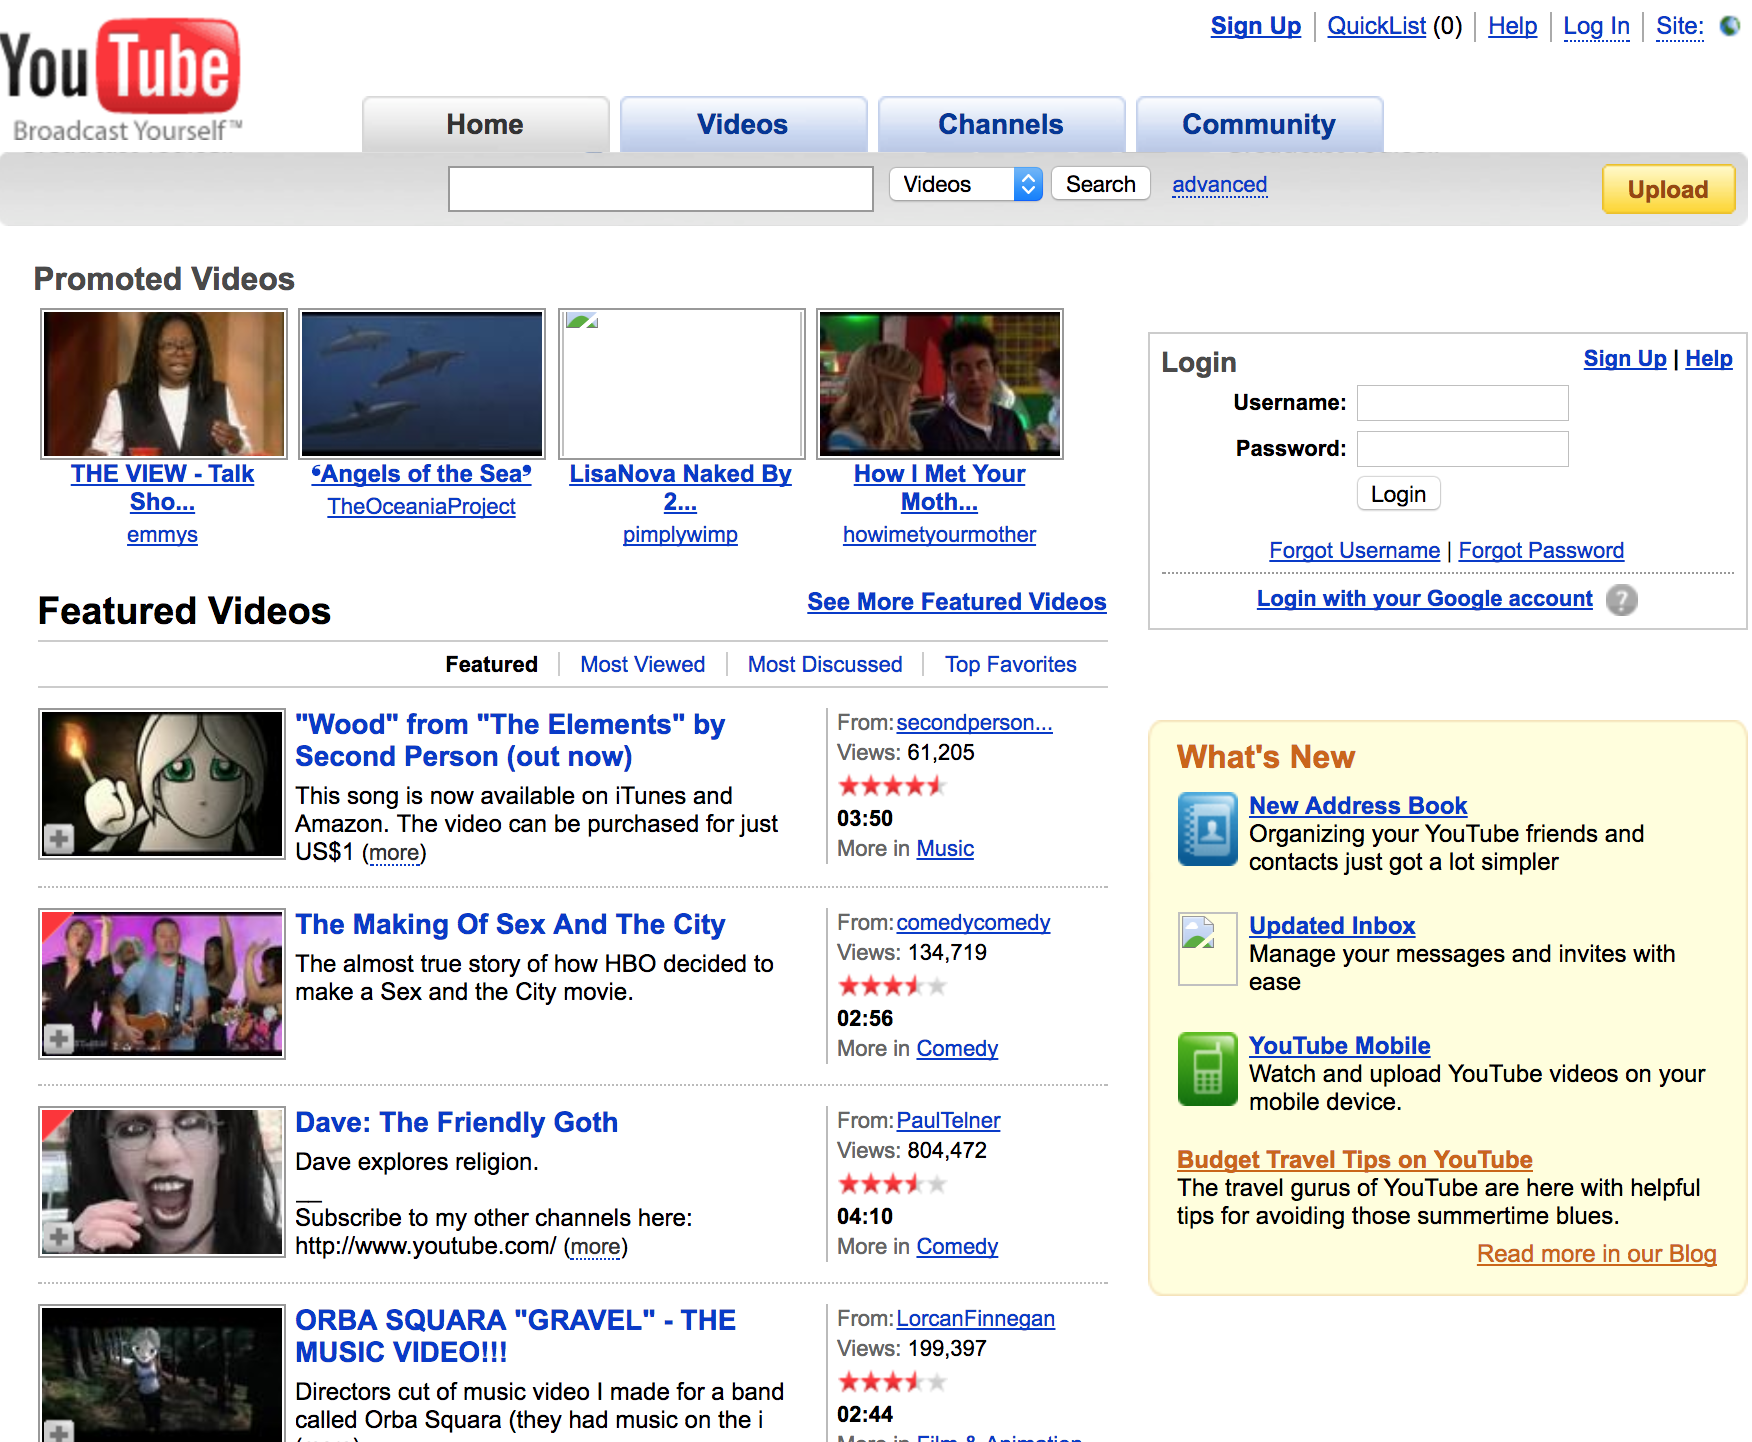 Sign Up QuickList (0) Help Log In Site:
YouTube
Broadcast Yourself™
Home Videos Channels Community
Videos Search advanced Upload
Promoted Videos
THE VIEW - Talk
Sho...
emmys
❛Angels of the Sea❜
TheOceaniaProject
LisaNova Naked By
2...
pimplywimp
How I Met Your
Moth...
howimetyourmother
Login Sign Up | Help
Username:
Password:
Login
Forgot Username | Forgot Password
Login with your Google account ?
Featured Videos See More Featured Videos
Featured Most Viewed Most Discussed Top Favorites
"Wood" from "The Elements" by
Second Person (out now)
This song is now available on iTunes and
Amazon. The video can be purchased for just
US$1 (more)
From: secondperson...
Views: 61,205
03:50
More in Music
The Making Of Sex And The City
The almost true story of how HBO decided to
make a Sex and the City movie.
From: comedycomedy
Views: 134,719
02:56
More in Comedy
Dave: The Friendly Goth
Dave explores religion.
__
Subscribe to my other channels here:
http://www.youtube.com/ (more)
From: PaulTelner
Views: 804,472
04:10
More in Comedy
ORBA SQUARA "GRAVEL" - THE
MUSIC VIDEO!!!
Directors cut of music video I made for a band
called Orba Squara (they had music on the i
(more)
From: LorcanFinnegan
Views: 199,397
02:44
More in Film & Animation
What's New
New Address Book
Organizing your YouTube friends and
contacts just got a lot simpler
Updated Inbox
Manage your messages and invites with
ease
YouTube Mobile
Watch and upload YouTube videos on your
mobile device.
Budget Travel Tips on YouTube
The travel gurus of YouTube are here with helpful
tips for avoiding those summertime blues.
Read more in our Blog